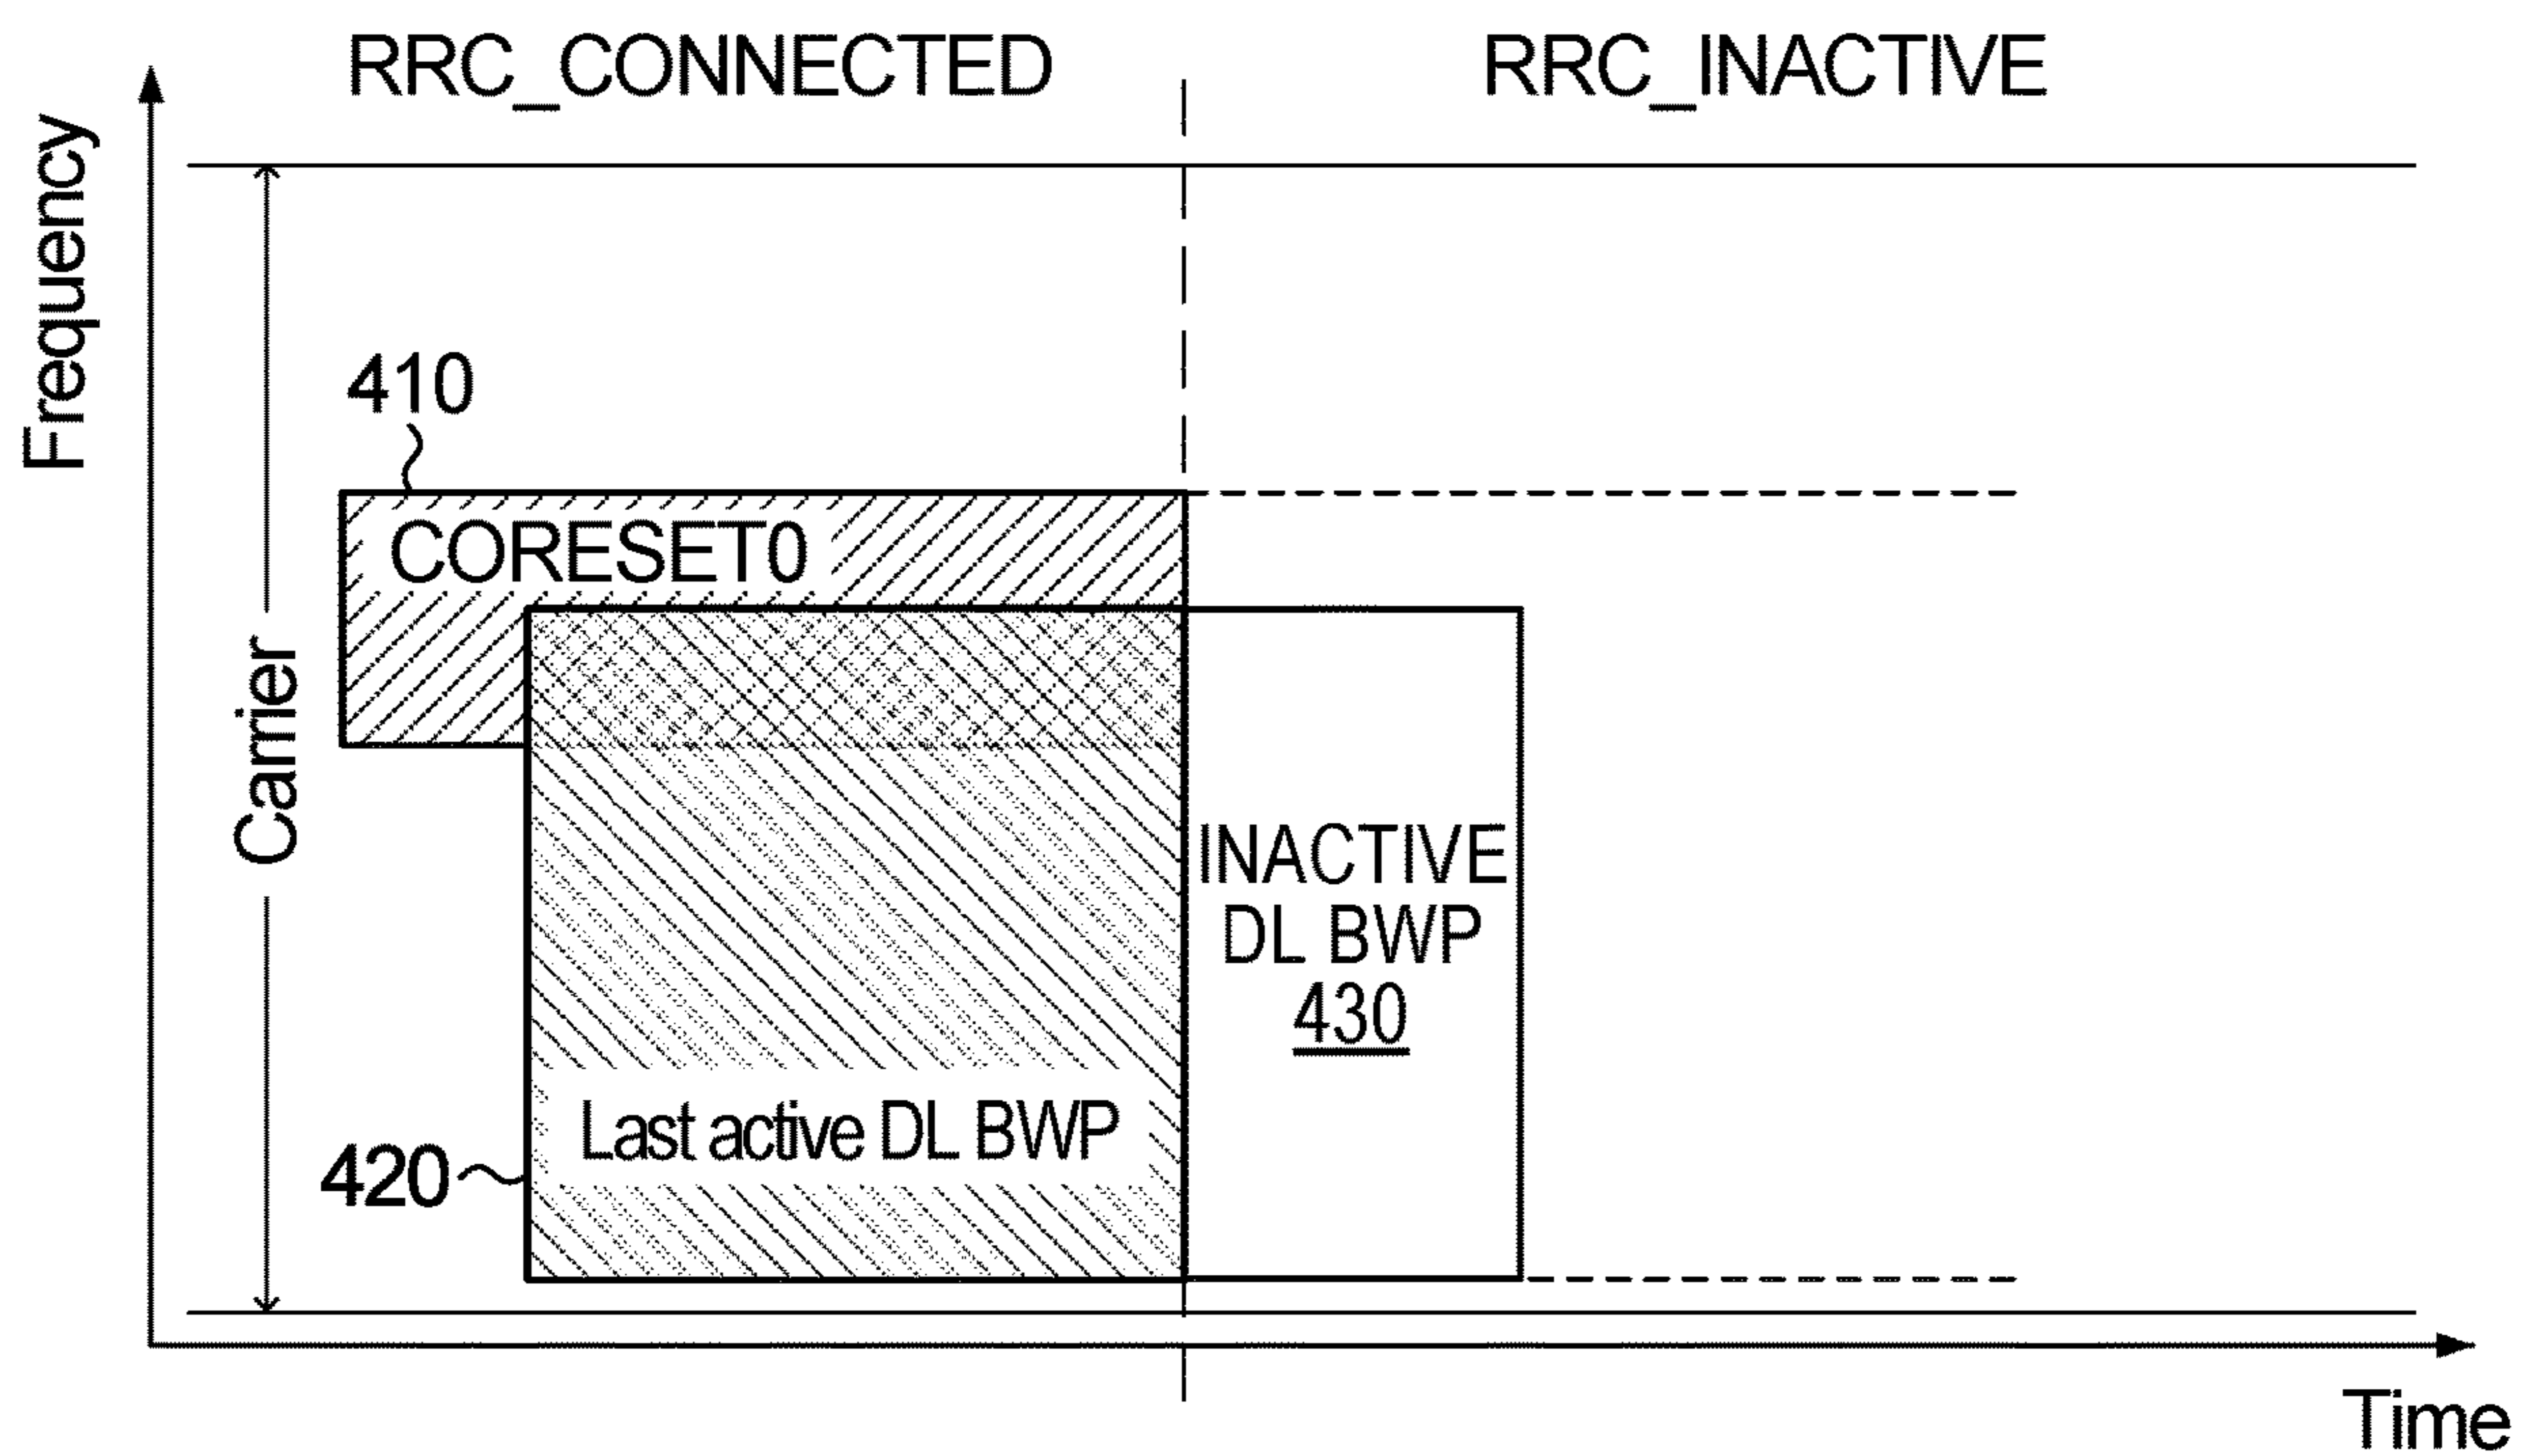 RRC_CONNECTED
RRC_INACTIVE
Frequency
410
CORESET0
Carrier
INACTIVE
DL BWP
430
Last active DL BWP
420
Time